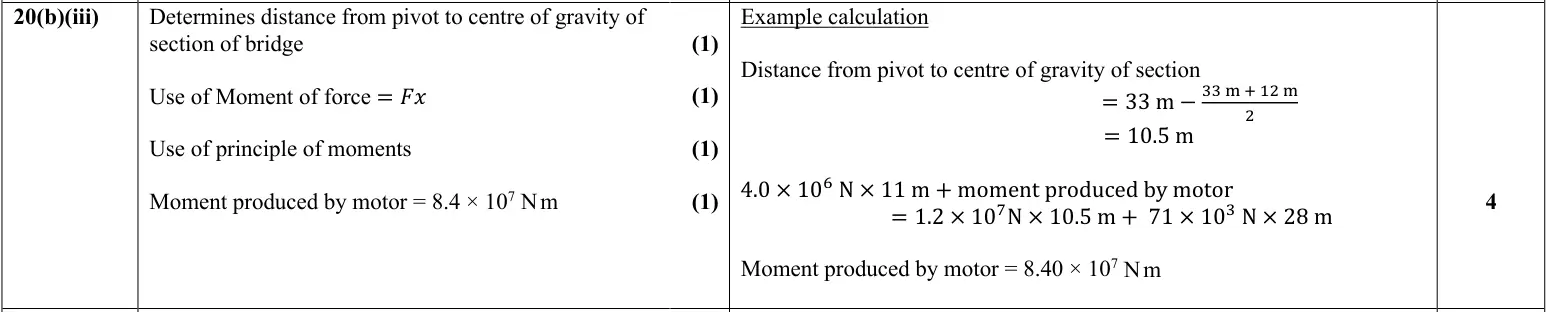 20(b)(iii)
Determines distance from pivot to centre of gravity of
section of bridge (1)
Use of Moment of force = Fx (1)
Use of principle of moments (1)
Moment produced by motor = 8.4 × 10⁷ N m (1)
Example calculation
Distance from pivot to centre of gravity of section
= 33 m − (33 m + 12 m)/2
= 10.5 m
4.0 × 10⁶ N × 11 m + moment produced by motor
= 1.2 × 10⁷N × 10.5 m + 71 × 10³ N × 28 m
Moment produced by motor = 8.40 × 10⁷ N m
4